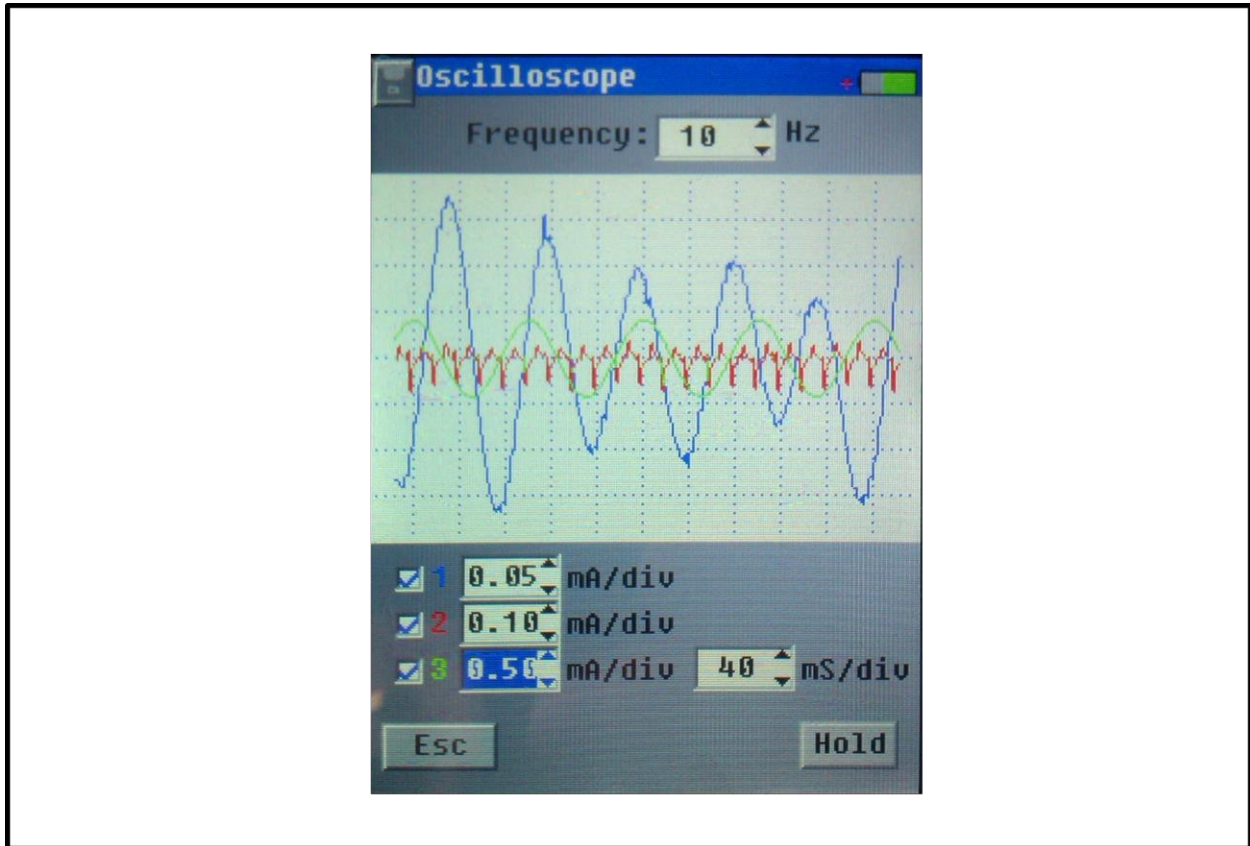 Oscilloscope
Frequency: 10 Hz
1 0.05 mA/div
2 0.10 mA/div
3 0.50 mA/div 40 mS/div
Esc Hold